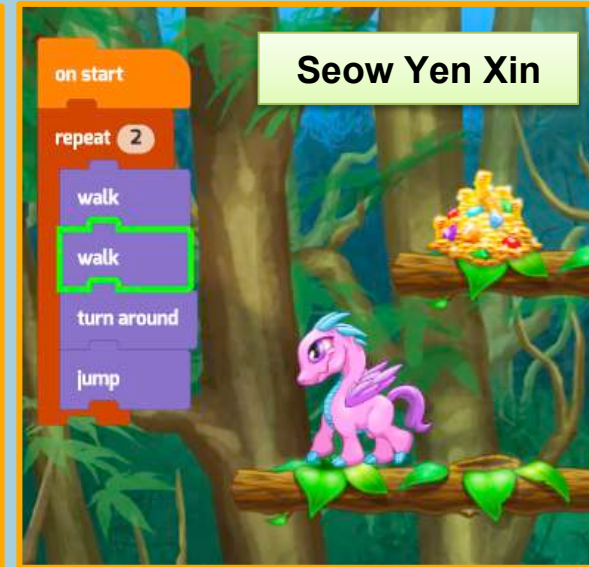 on start
Seow Yen Xin
repeat 2
walk
walk
turn around
jump